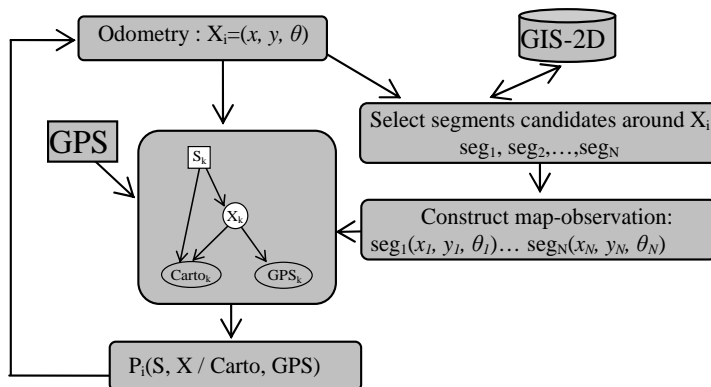 Odometry : Xi=(x, y, θ)
GIS-2D
Select segments candidates around Xi
seg1, seg2,…,segN
GPS
Sk
Xk
Cartok
GPSk
Construct map-observation:
seg1(x1, y1, θ1)… segN(xN, yN, θN)
Pi(S, X / Carto, GPS)